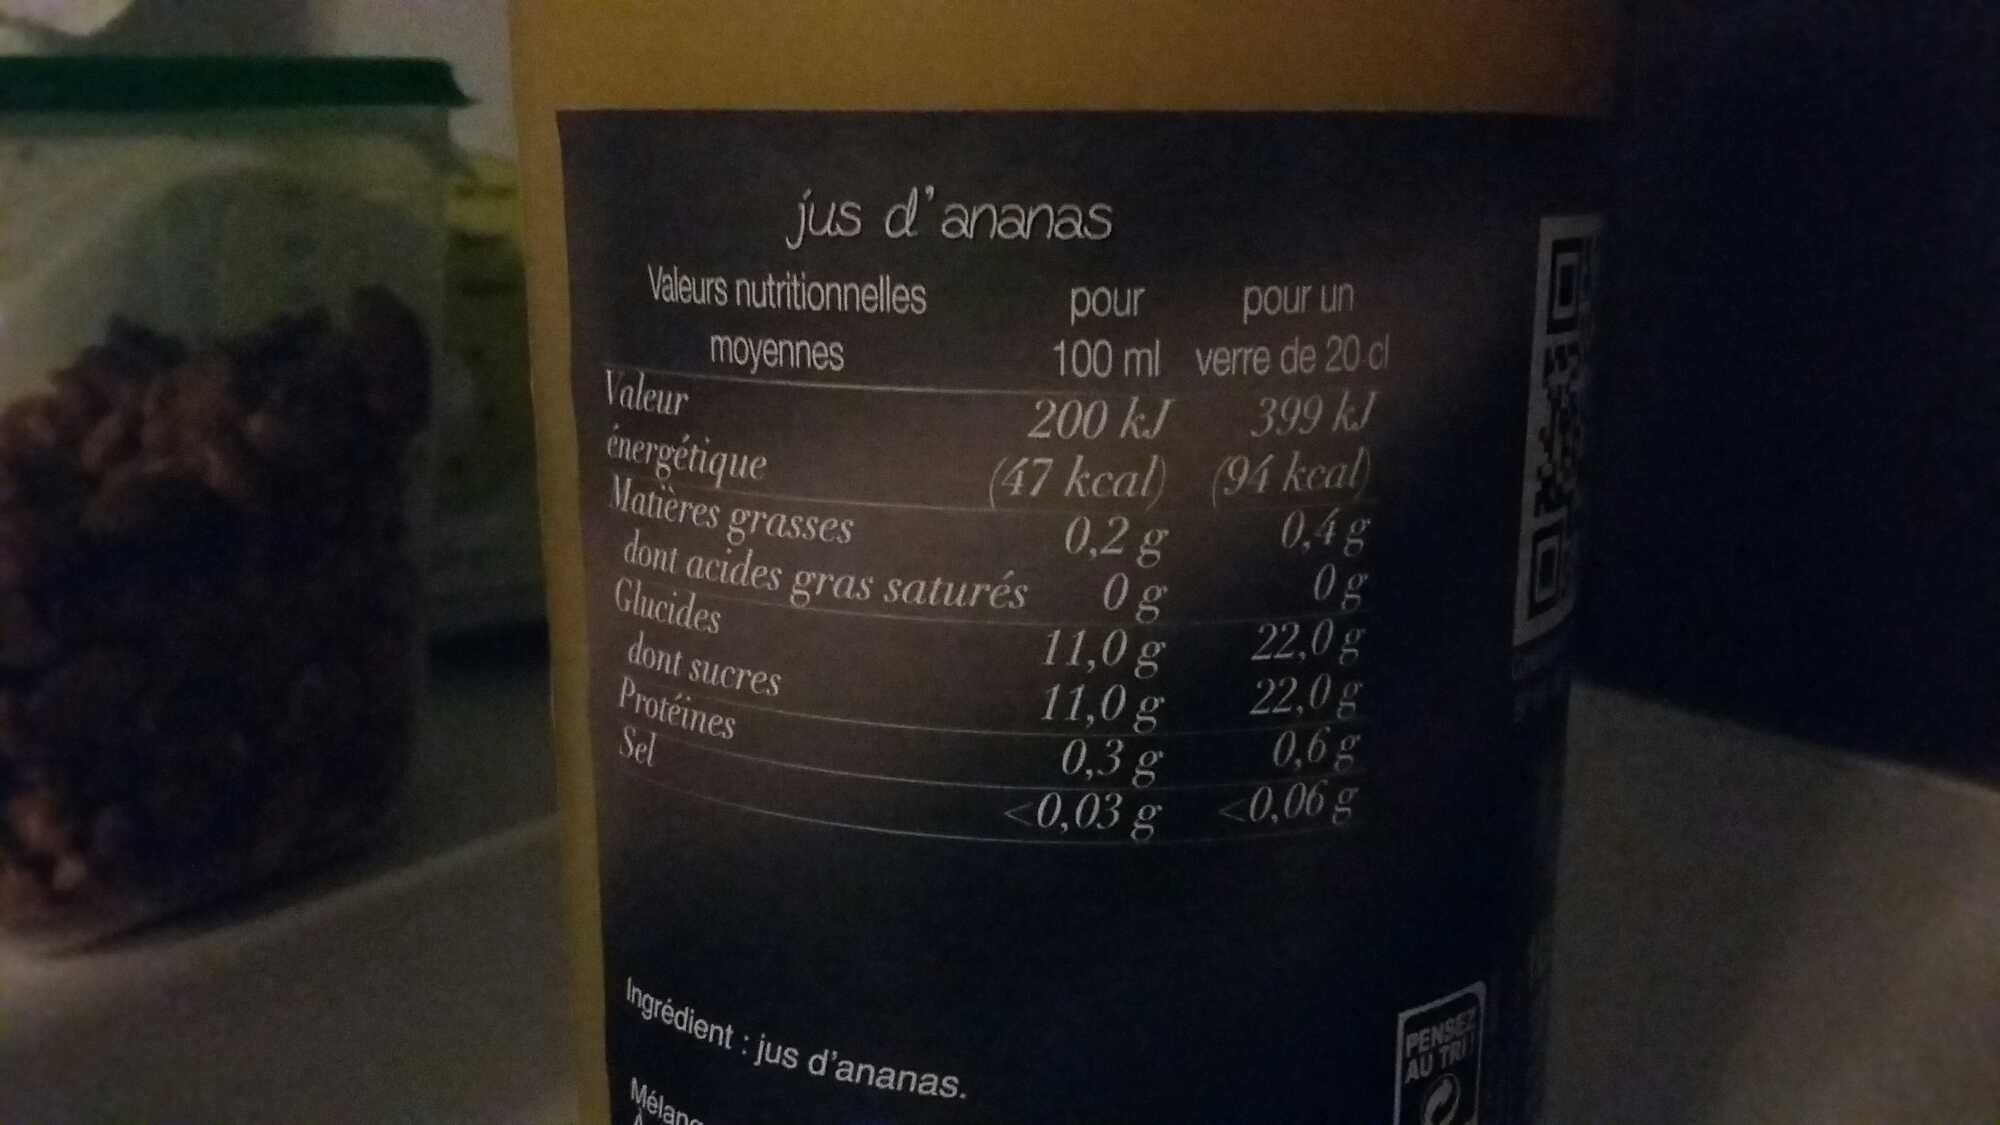 jus d'ananas
Valeurs nutritionnelles moyennes
pour 100 ml
pour un verre de 20 cl
Valeur énergétique 200 kJ (47 kcal) 399 kJ (94 kcal)
Matières grasses 0,2 g 0,4 g
dont acides gras saturés 0 g 0 g
Glucides 11,0 g 22,0 g
dont sucres 11,0 g 22,0 g
Protéines 0,3 g 0,6 g
Sel <0,03 g <0,06 g
Ingrédient : jus d'ananas.
PENSEZ
AU TRI